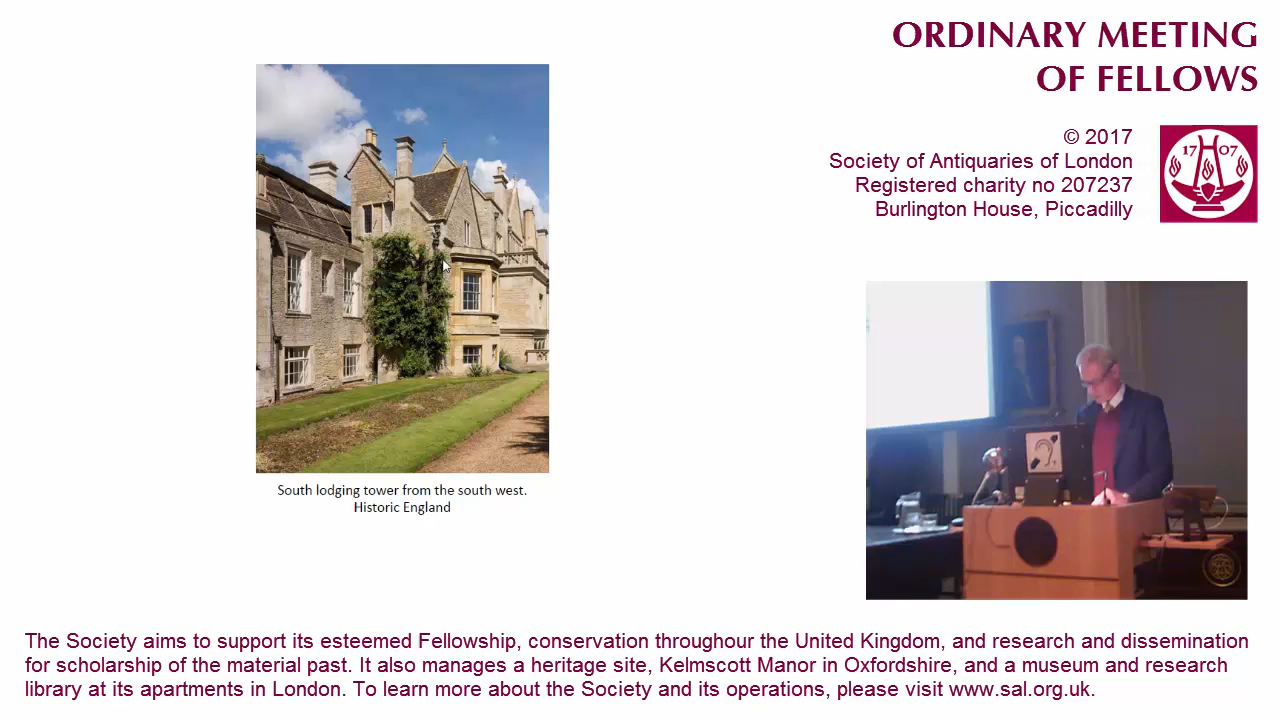 ORDINARY MEETING
OF FELLOWS
© 2017
Society of Antiquaries of London
Registered charity no 207237
Burlington House, Piccadilly
17 07
South lodging tower from the south west.
Historic England
The Society aims to support its esteemed Fellowship, conservation throughour the United Kingdom, and research and dissemination
for scholarship of the material past. It also manages a heritage site, Kelmscott Manor in Oxfordshire, and a museum and research
library at its apartments in London. To learn more about the Society and its operations, please visit www.sal.org.uk.